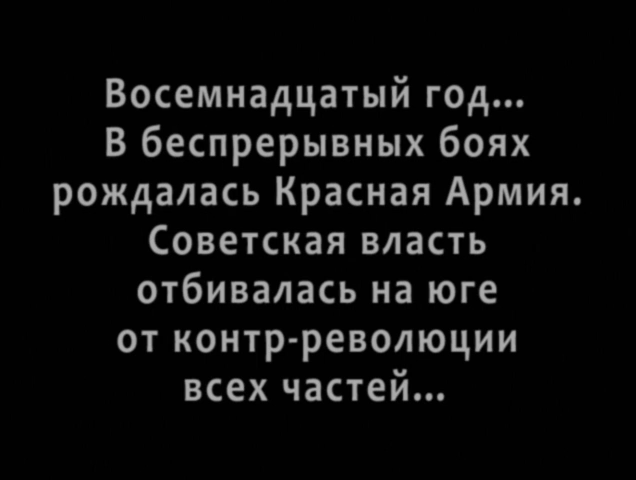 Восемнадцатый год...
В беспрерывных боях
рождалась Красная Армия.
Советская власть
отбивалась на юге
от контр-революции
всех частей...